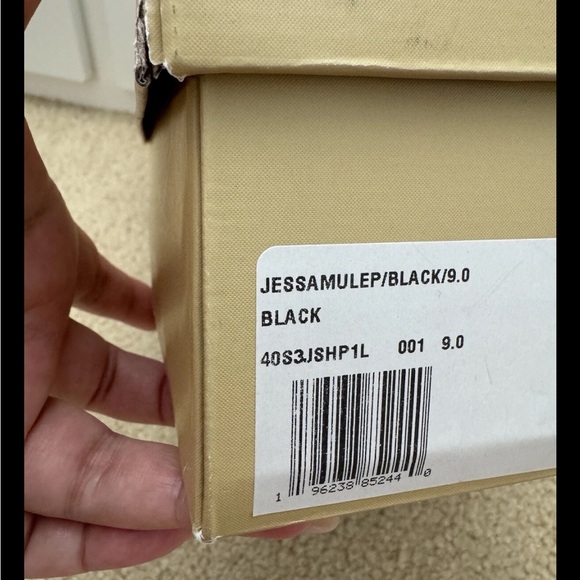 JESSAMULEP/BLACK/9.0
BLACK
40S3JSHP1L 001 9.0
1 96238 85244 0